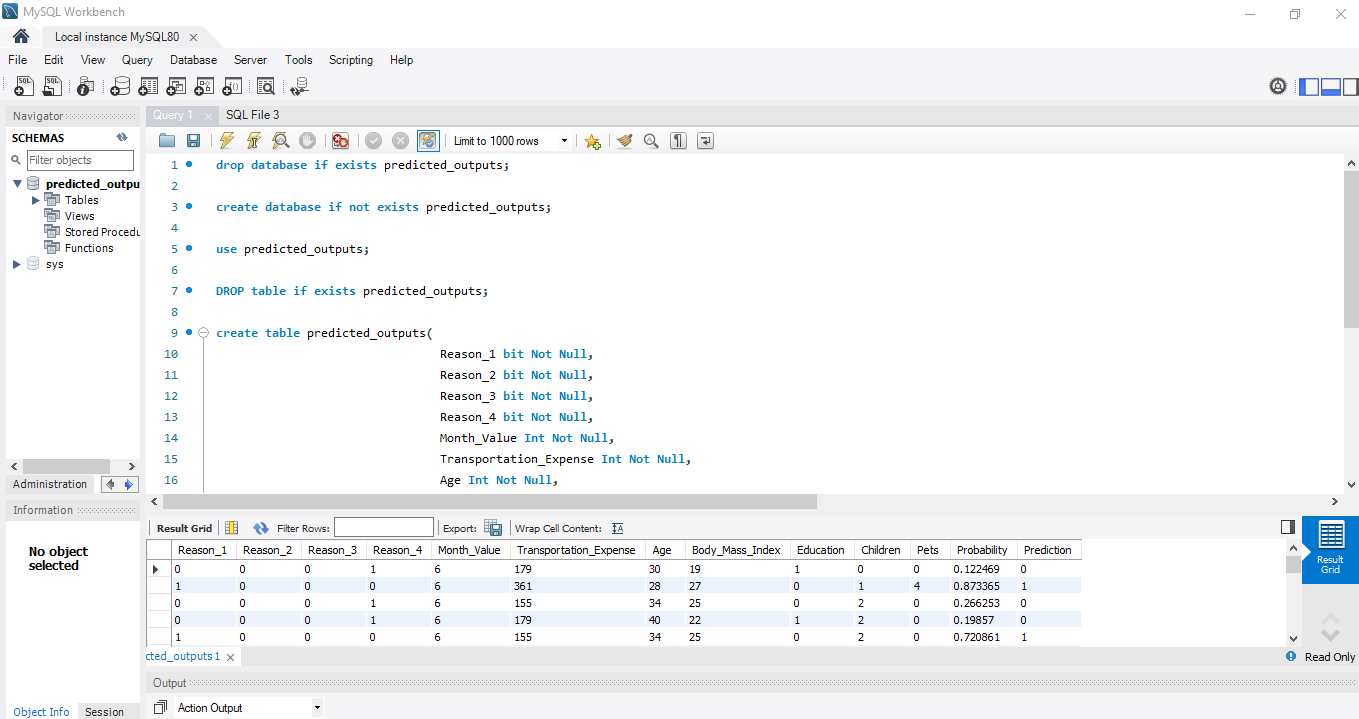 MySQL Workbench
Local instance MySQL80
File Edit View Query Database Server Tools Scripting Help
Navigator
SCHEMAS
Filter objects
predicted_outpu
Tables
Views
Stored Procedu
Functions
sys
Administration
Information
No object
selected
Object Info Session
Query 1 SQL File 3
Limit to 1000 rows
1 drop database if exists predicted_outputs;
2
3 create database if not exists predicted_outputs;
4
5 use predicted_outputs;
6
7 DROP table if exists predicted_outputs;
8
9 create table predicted_outputs(
10 Reason_1 bit Not Null,
11 Reason_2 bit Not Null,
12 Reason_3 bit Not Null,
13 Reason_4 bit Not Null,
14 Month_Value Int Not Null,
15 Transportation_Expense Int Not Null,
16 Age Int Not Null,
Result Grid Filter Rows: Export: Wrap Cell Content: IA
Reason_1 Reason_2 Reason_3 Reason_4 Month_Value Transportation_Expense Age Body_Mass_Index Education Children Pets Probability Prediction
0 0 0 1 6 179 30 19 1 0 0 0.122469 0
1 0 0 0 6 361 28 27 0 1 4 0.873365 1
0 0 0 1 6 155 34 25 0 2 0 0.266253 0
0 0 0 1 6 179 40 22 1 2 0 0.19857 0
1 0 0 0 6 155 34 25 0 2 0 0.720861 1
Result
Grid
cted_outputs 1
Read Only
Output
Action Output